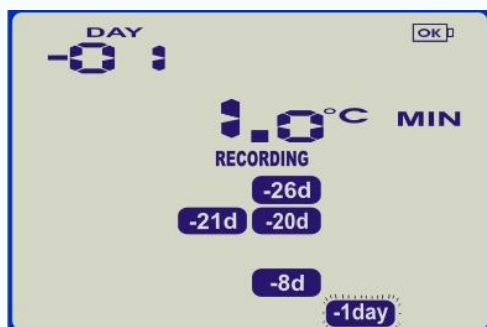 DAY OK
-01
1.0°C MIN
RECORDING
-26d
-21d -20d
-8d
-1day